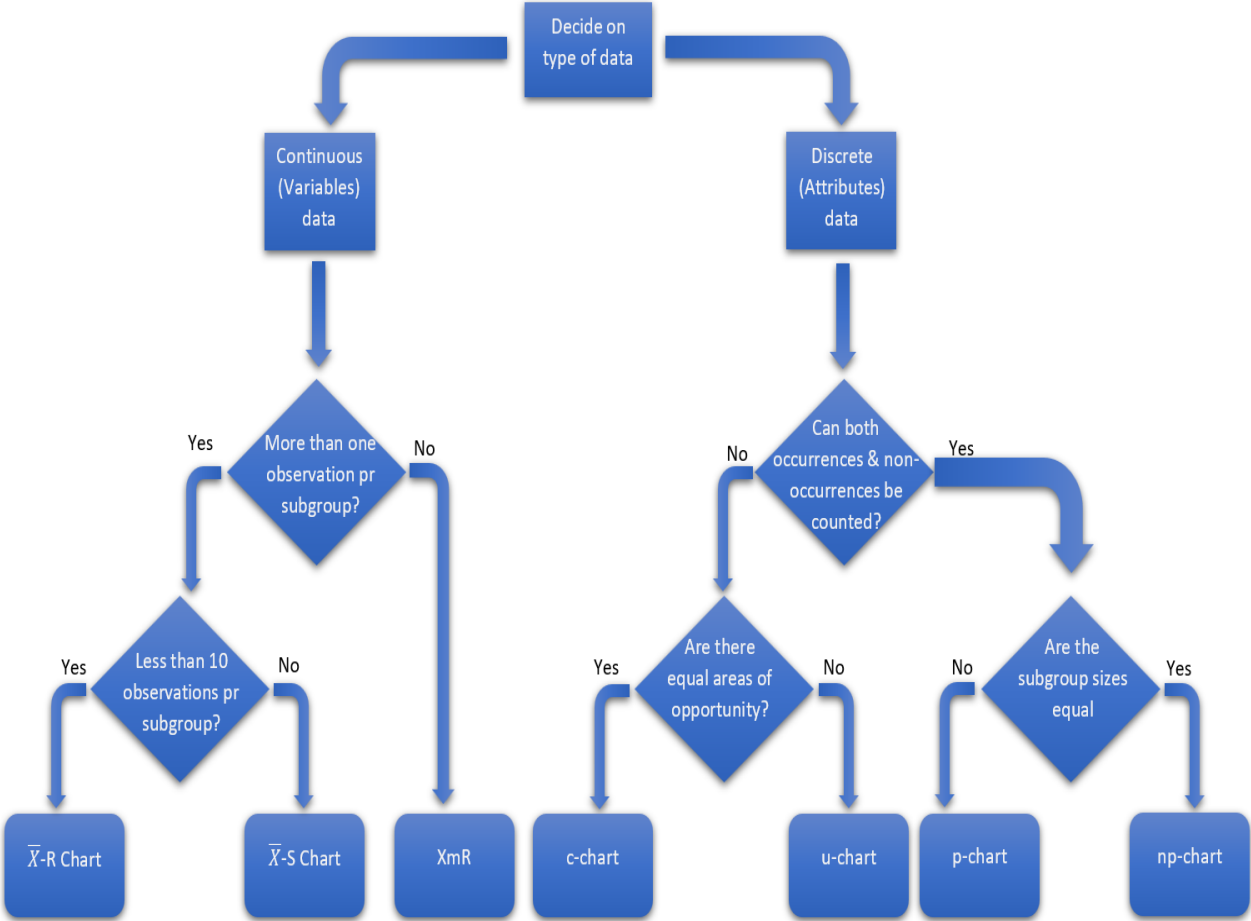 Decide on
type of data
Continuous
(Variables)
data
Discrete
(Attributes)
data
Yes
More than one
observation pr
subgroup?
No
No
Can both
occurrences & non-
occurrences be
counted?
Yes
Yes
Less than 10
observations pr
subgroup?
No
Yes
Are there
equal areas of
opportunity?
No
No
Are the
subgroup sizes
equal
Yes
X̅-R Chart
X̅-S Chart
XmR
c-chart
u-chart
p-chart
np-chart